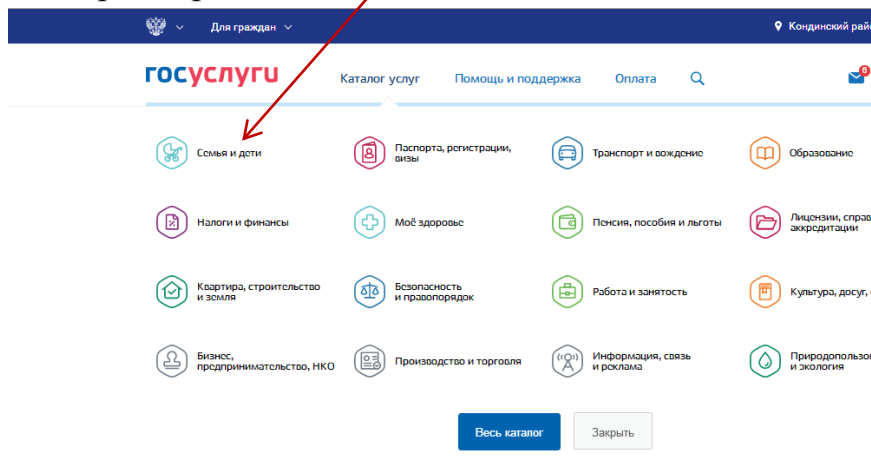 Для граждан
Кондинский рай
госуслуги
Каталог услуг
Помощь и поддержка
Оплата
6
Семья и дети
Паспорта, регистрации,
визы
Транспорт и вождение
Образование
Налоги и финансы
Моё здоровье
Пенсия, пособия и льготы
Лицензии, справ
аккредитации
Квартира, строительство
и земля
Безопасность
и правопорядок
Работа и занятость
Культура, досуг,
Бизнес,
предпринимательство, НКО
Производство и торговля
Информация, связь
и реклама
Природопользо
и экология
Весь каталог
Закрыть